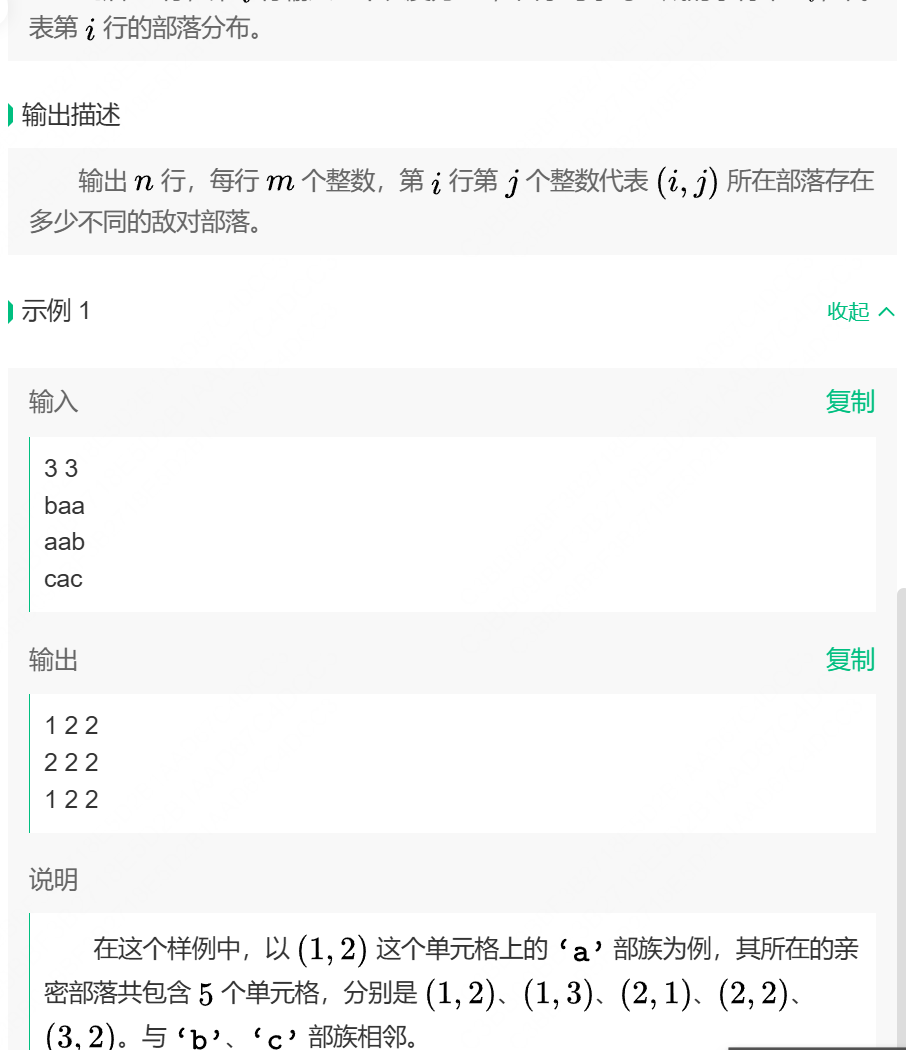 表第 i 行的部落分布。
输出描述
输出 n 行，每行 m 个整数，第 i 行第 j 个整数代表 (i, j) 所在部落存在
多少不同的敌对部落。
示例 1
收起
输入
复制
3 3
baa
aab
cac
输出
复制
1 2 2
2 2 2
1 2 2
说明
在这个样例中，以 (1, 2) 这个单元格上的 ‘a’ 部族为例，其所在的亲
密部落共包含 5 个单元格，分别是 (1, 2)、(1, 3)、(2, 1)、(2, 2)、
(3, 2)。与 ‘b’、‘c’ 部族相邻。